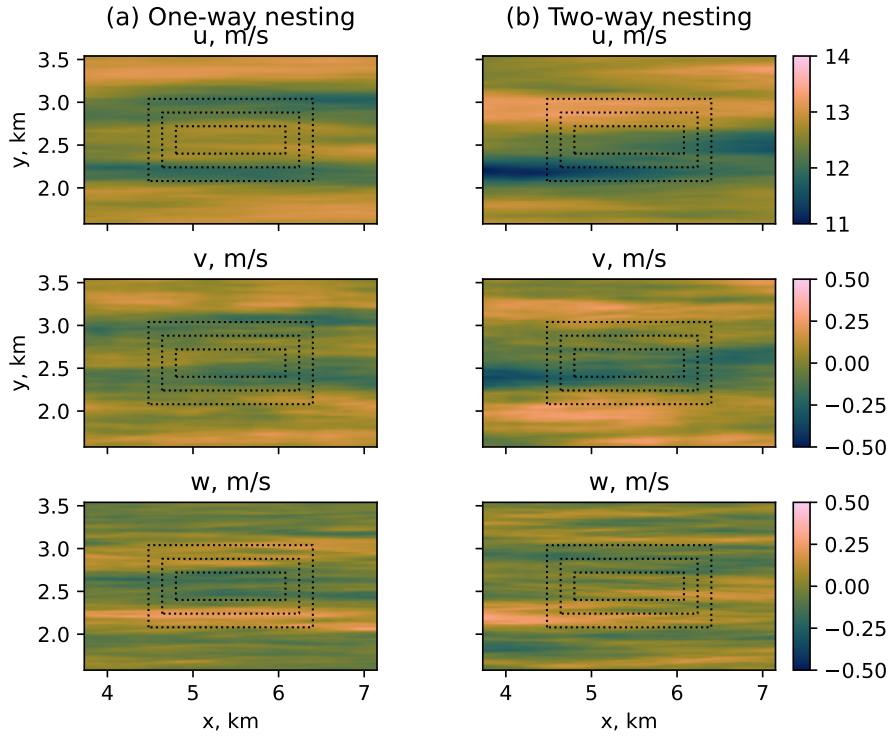 (a) One-way nesting
(b) Two-way nesting
u, m/s
u, m/s
3.5
3.0
2.5
2.0
y, km
14
13
12
11
v, m/s
v, m/s
3.5
3.0
2.5
2.0
y, km
0.50
0.25
0.00
−0.25
−0.50
w, m/s
w, m/s
3.5
3.0
2.5
2.0
0.50
0.25
0.00
−0.25
−0.50
4 5 6 7
4 5 6 7
x, km
x, km